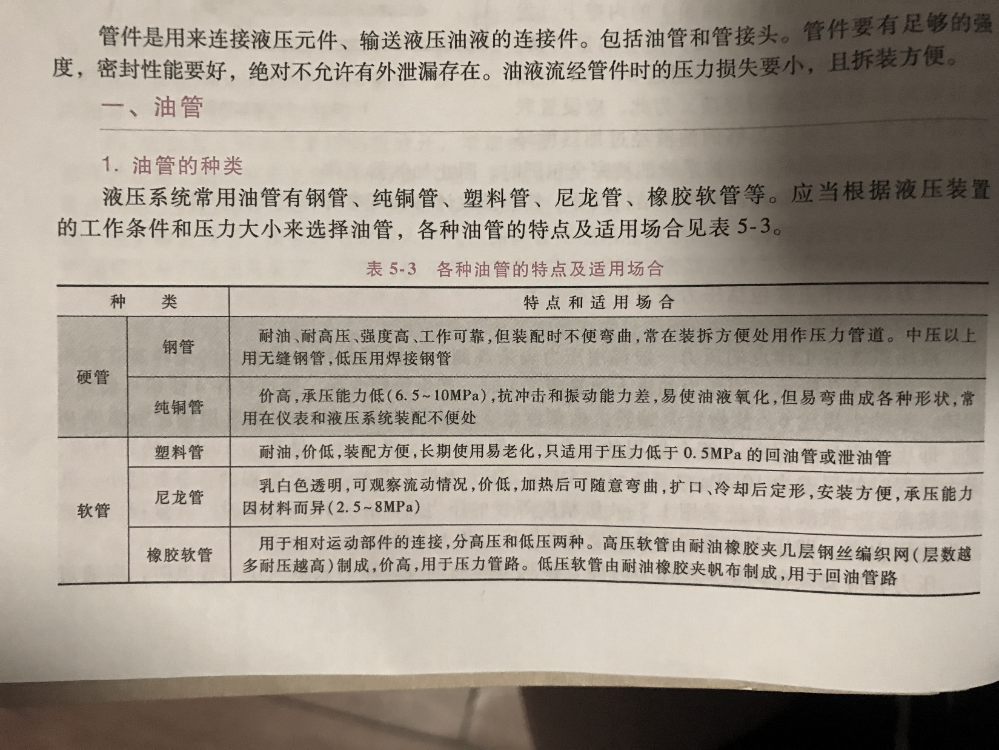 管件是用来连接液压元件、输送液压油液的连接件。包括油管和管接头。管件要有足够的强
度，密封性能要好，绝对不允许有外泄漏存在。油液流经管件时的压力损失要小，且拆装方便。
一、油管
1. 油管的种类
液压系统常用油管有钢管、纯铜管、塑料管、尼龙管、橡胶软管等。应当根据液压装置
的工作条件和压力大小来选择油管，各种油管的特点及适用场合见表 5-3。
表 5-3 各种油管的特点及适用场合
种 类 特点和适用场合
硬管
钢管
耐油、耐高压、强度高、工作可靠,但装配时不便弯曲,常在装拆方便处用作压力管道。中压以上
用无缝钢管,低压用焊接钢管
纯铜管
价高,承压能力低(6.5~10MPa),抗冲击和振动能力差,易使油液氧化,但易弯曲成各种形状,常
用在仪表和液压系统装配不便处
软管
塑料管 耐油,价低,装配方便,长期使用易老化,只适用于压力低于 0.5MPa 的回油管或泄油管
尼龙管
乳白色透明,可观察流动情况,价低,加热后可随意弯曲,扩口、冷却后定形,安装方便,承压能力
因材料而异(2.5~8MPa)
橡胶软管
用于相对运动部件的连接,分高压和低压两种。高压软管由耐油橡胶夹几层钢丝编织网(层数越
多耐压越高)制成,价高,用于压力管路。低压软管由耐油橡胶夹帆布制成,用于回油管路